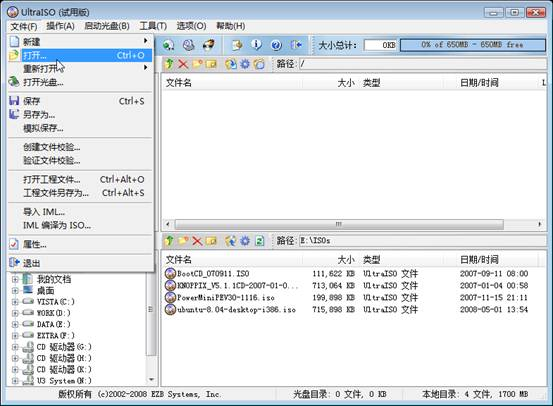 UltraISO (试用版)
文件(F) 操作(A) 启动光盘(B) 工具(T) 选项(O) 帮助(H)
新建
打开... Ctrl+O
重新打开
打开光盘...
保存 Ctrl+S
另存为...
模拟保存...
创建文件校验...
验证文件校验...
打开工程文件... Ctrl+Alt+O
工程文件另存为... Ctrl+Alt+S
导入 IML...
IML 编译为 ISO...
属性...
退出
大小总计: 0KB 0% of 650MB - 650MB free
路径: /
文件名 大小 类型 日期/时间 L
我的文档
桌面
VISTA(C:)
WORK(D:)
DATA(E:)
EXTRA(F:)
CD 驱动器(G:)
CD 驱动器(H:)
CD 驱动器(K:)
U3 System(N:)
路径: E:\ISOs
文件名 大小 类型 日期/时间
BootCD_070911.ISO 111,622 KB UltraISO 文件 2007-09-11 08:00
KNOPPIX_V5.1.1CD-2007-01-0... 713,064 KB UltraISO 文件 2007-01-04 00:58
PowerMiniPEV30-1116.iso 199,898 KB UltraISO 文件 2007-11-15 21:11
ubuntu-8.04-desktop-i386.iso 715,898 KB UltraISO 文件 2008-05-01 13:54
版权所有 (c)2002-2008 EZB Systems, Inc. 光盘目录: 0 文件, 0 KB 本地目录: 4 文件, 1700 MB